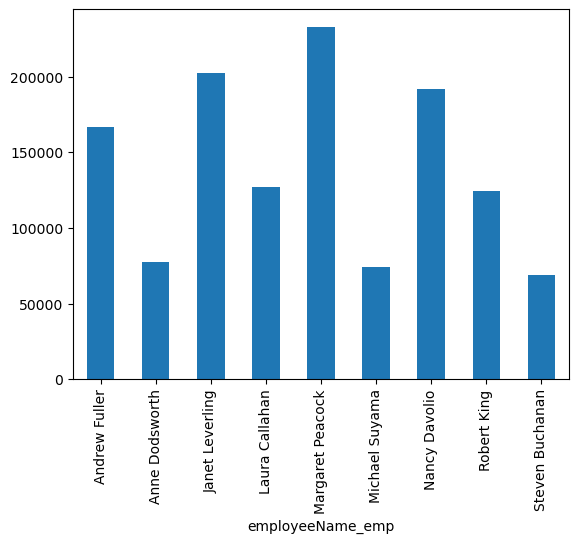 200000
150000
100000
50000
0
Andrew Fuller
Anne Dodsworth
Janet Leverling
Laura Callahan
Margaret Peacock
Michael Suyama
Nancy Davolio
Robert King
Steven Buchanan
employeeName_emp